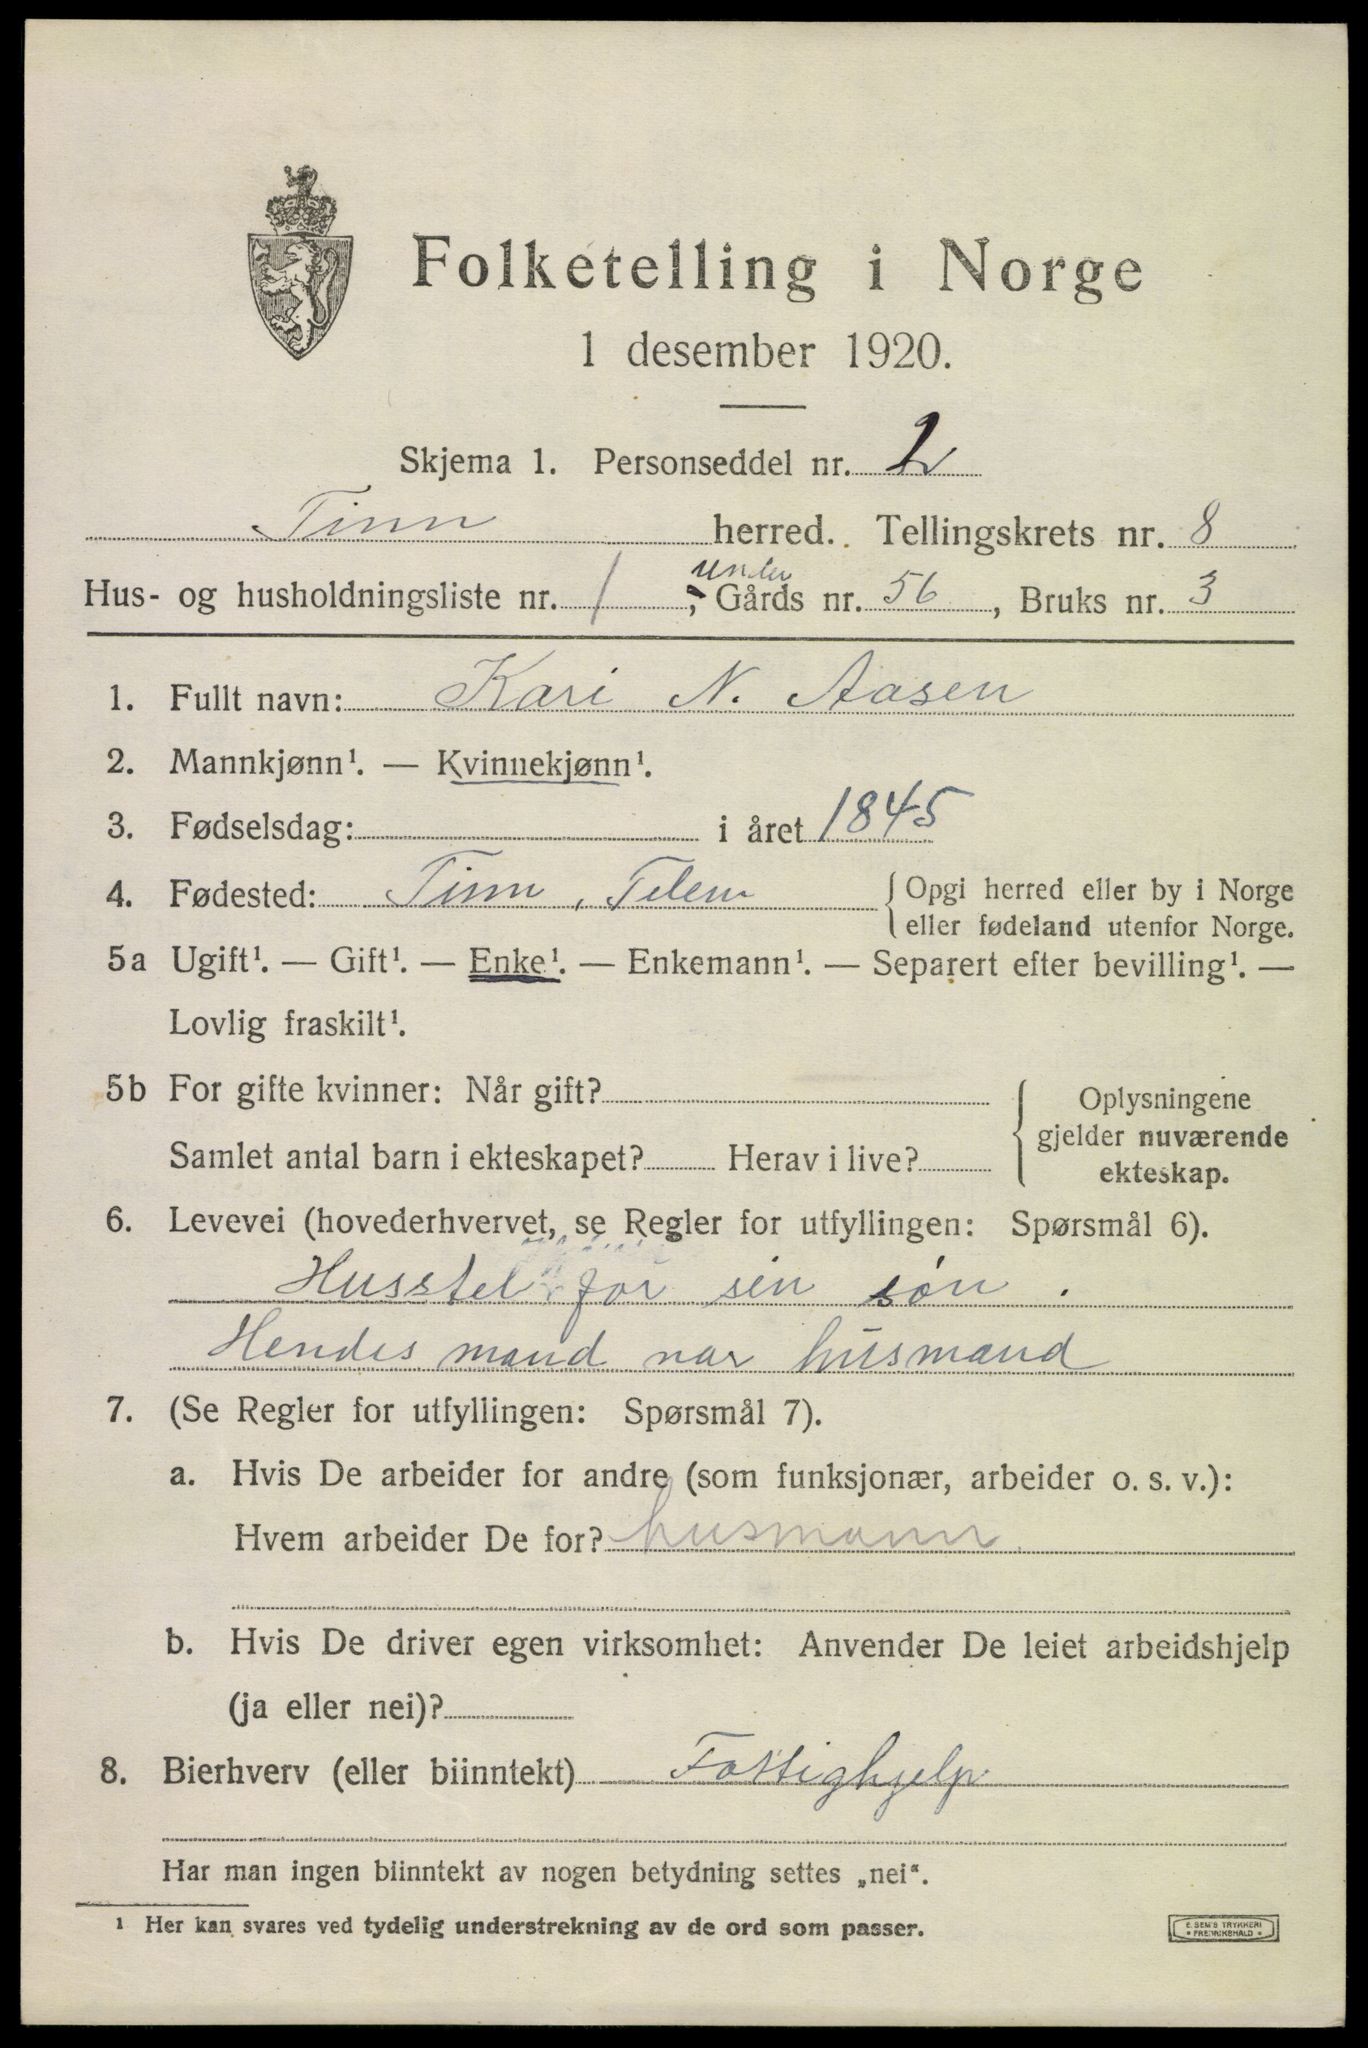 Folketelling i Norge
1 desember 1920.
Skjema 1. Personseddel nr. 2
Tinn herred. Tellingskrets nr. 8
under
Hus- og husholdningsliste nr. 1, Gårds nr. 56, Bruks nr. 3
1. Fullt navn: Kari N. Aasen
2. Mannkjønn¹. — Kvinnekjønn¹.
3. Fødselsdag: i året 1845
4. Fødested: Tinn, Telem {Opgi herred eller by i Norge
eller fødeland utenfor Norge.
5a Ugift¹. — Gift¹. — Enke¹. — Enkemann¹. — Separert efter bevilling¹. —
Lovlig fraskilt¹.
5b For gifte kvinner: Når gift?
Samlet antal barn i ekteskapet? Herav i live?
{Oplysningene
gjelder nuværende
ekteskap.
6. Levevei (hovederhvervet, se Regler for utfyllingen: Spørsmål 6).
Husstel for sin søn.
Hendes mand var husmand
7. (Se Regler for utfyllingen: Spørsmål 7).
a. Hvis De arbeider for andre (som funksjonær, arbeider o. s. v.):
Hvem arbeider De for? husmann
b. Hvis De driver egen virksomhet: Anvender De leiet arbeidshjelp
(ja eller nei)?
8. Bierhverv (eller biinntekt) Fattighjelp
Har man ingen biinntekt av nogen betydning settes „nei“.
¹ Her kan svares ved tydelig understrekning av de ord som passer.
E. SEM'S TRYKKERI
• FREDRIKSHALD •